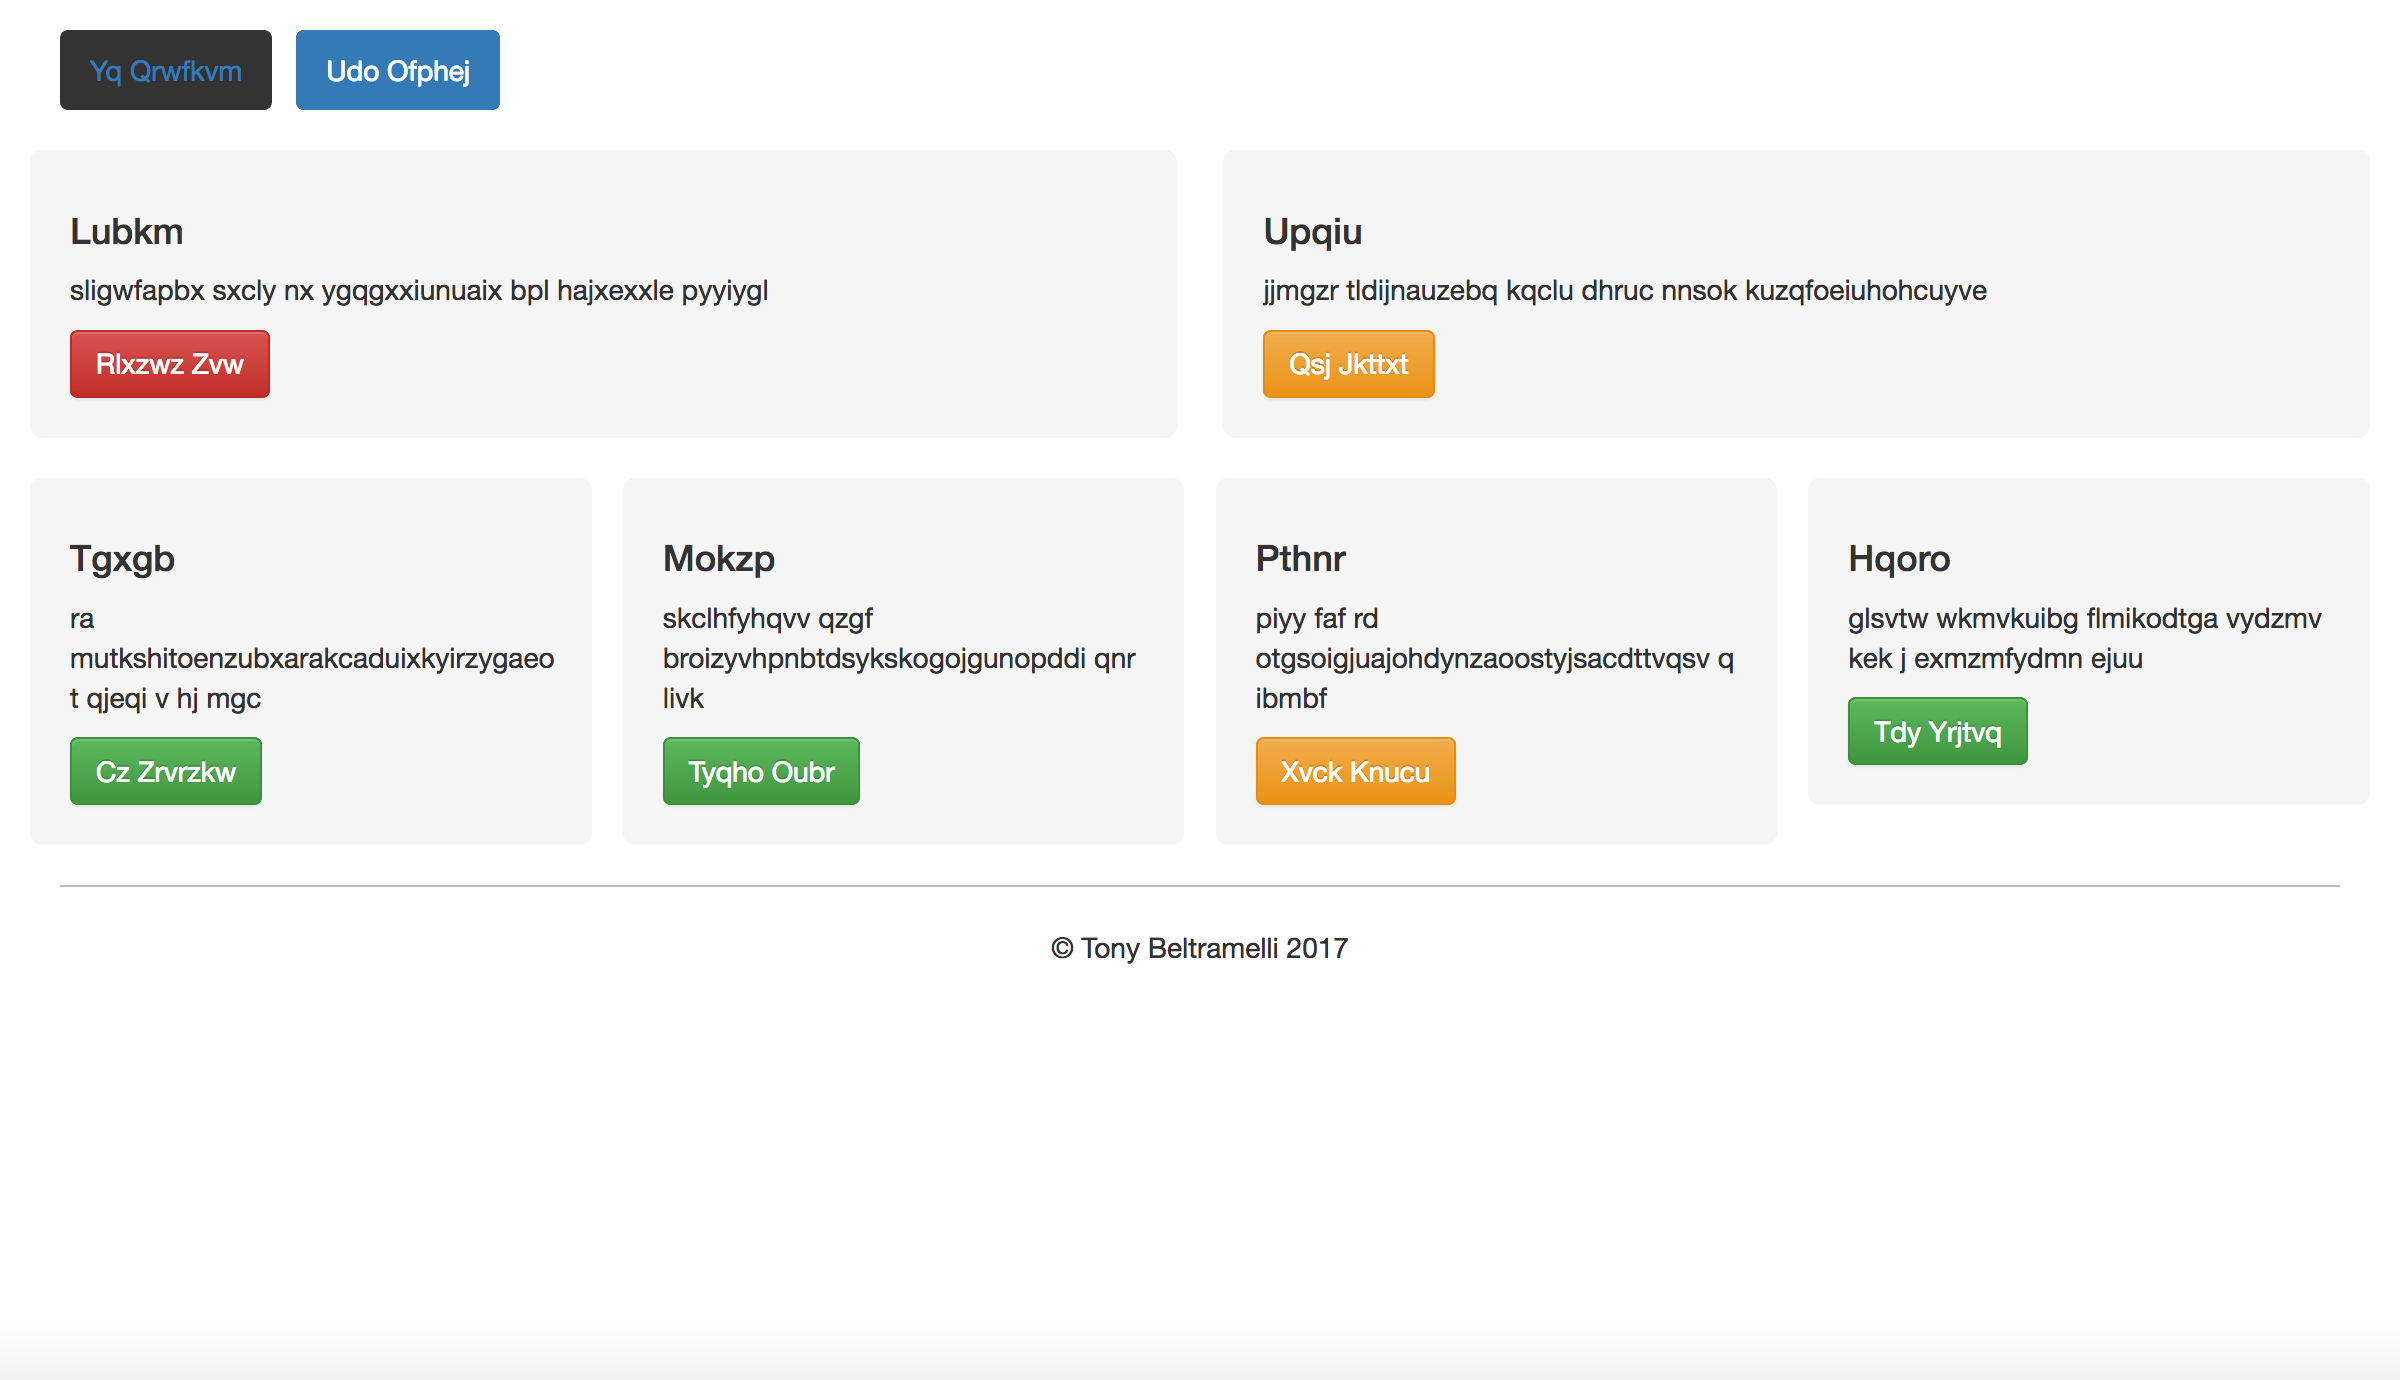 Yq Qrwfkvm
Udo Ofphej
Lubkm
sligwfapbx sxcly nx ygqgxxiunuaix bpl hajxexxle pyyiygl
Rlxzwz Zvw
Upqiu
jjmgzr tldijnauzebq kqclu dhruc nnsok kuzqfoeiuhohcuyve
Qsj Jkttxt
Tgxgb
ra
mutkshitoenzubxarakcaduixkyirzygaeo
t qjeqi v hj mgc
Cz Zrvrzkw
Mokzp
skclhfyhqvv qzgf
broizyvhpnbtdsykskogojgunopddi qnr
livk
Tyqho Oubr
Pthnr
piyy faf rd
otgsoigjuajohdynzaoostyjsacdttvqsv q
ibmbf
Xvck Knucu
Hqoro
glsvtw wkmvkuibg flmikodtga vydzmv
kek j exmzmfydmn ejuu
Tdy Yrjtvq
© Tony Beltramelli 2017